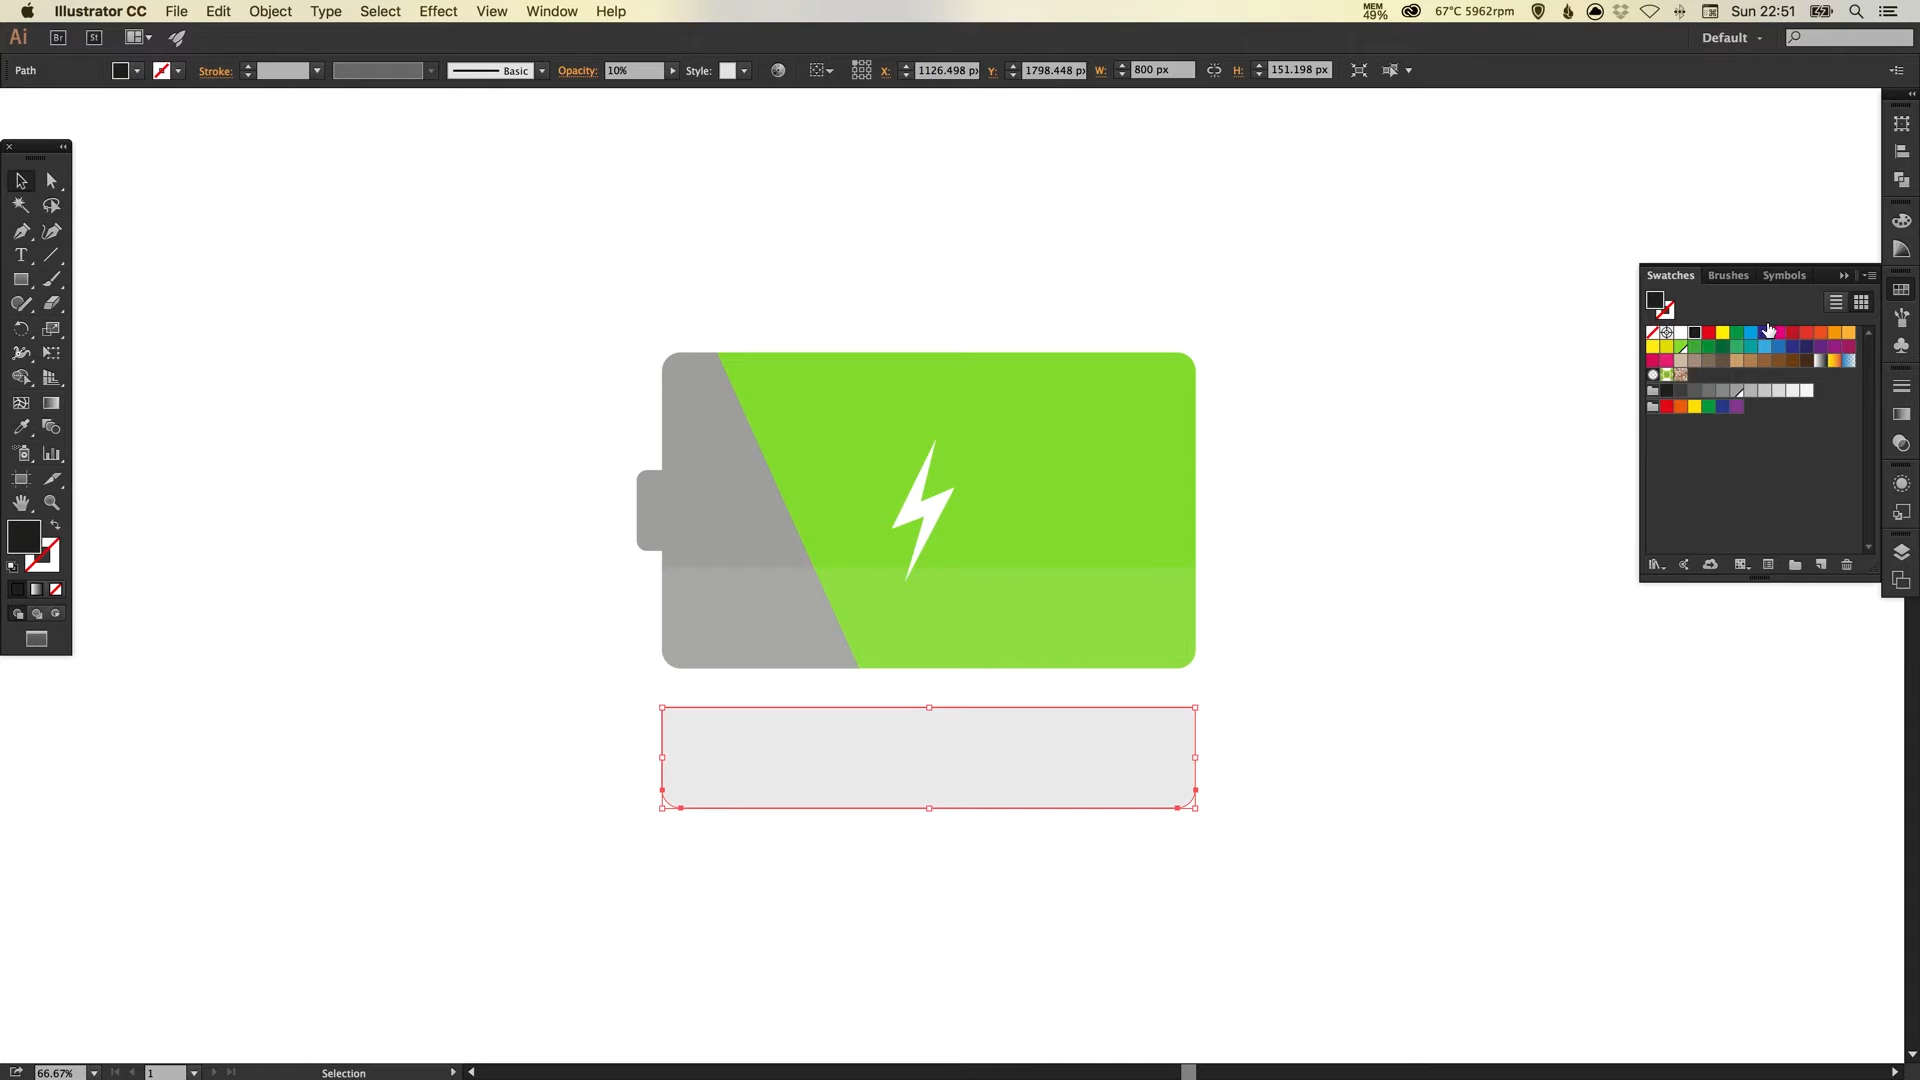 Illustrator CC File Edit Object Type Select Effect View Window Help MEM 49% 67°C 5962rpm Sun 22:51
Ai Br St Default
Path Stroke: Basic Opacity: 10% Style: X: 1126.498 px Y: 1798.448 px W: 800 px H: 151.198 px
Swatches Brushes Symbols
T
66.67% 1 Selection